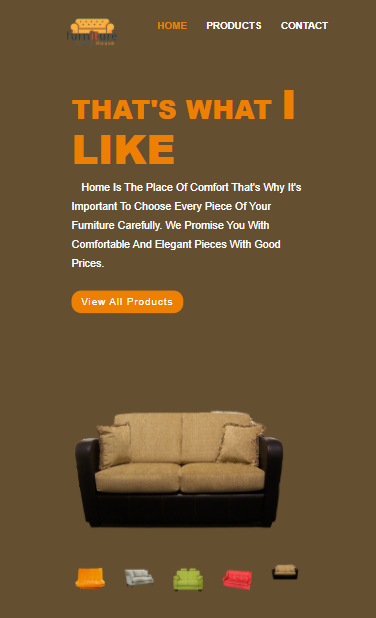 furniture
House
HOME PRODUCTS CONTACT
THAT'S WHAT I
LIKE
Home Is The Place Of Comfort That's Why It's
Important To Choose Every Piece Of Your
Furniture Carefully. We Promise You With
Comfortable And Elegant Pieces With Good
Prices.
View All Products